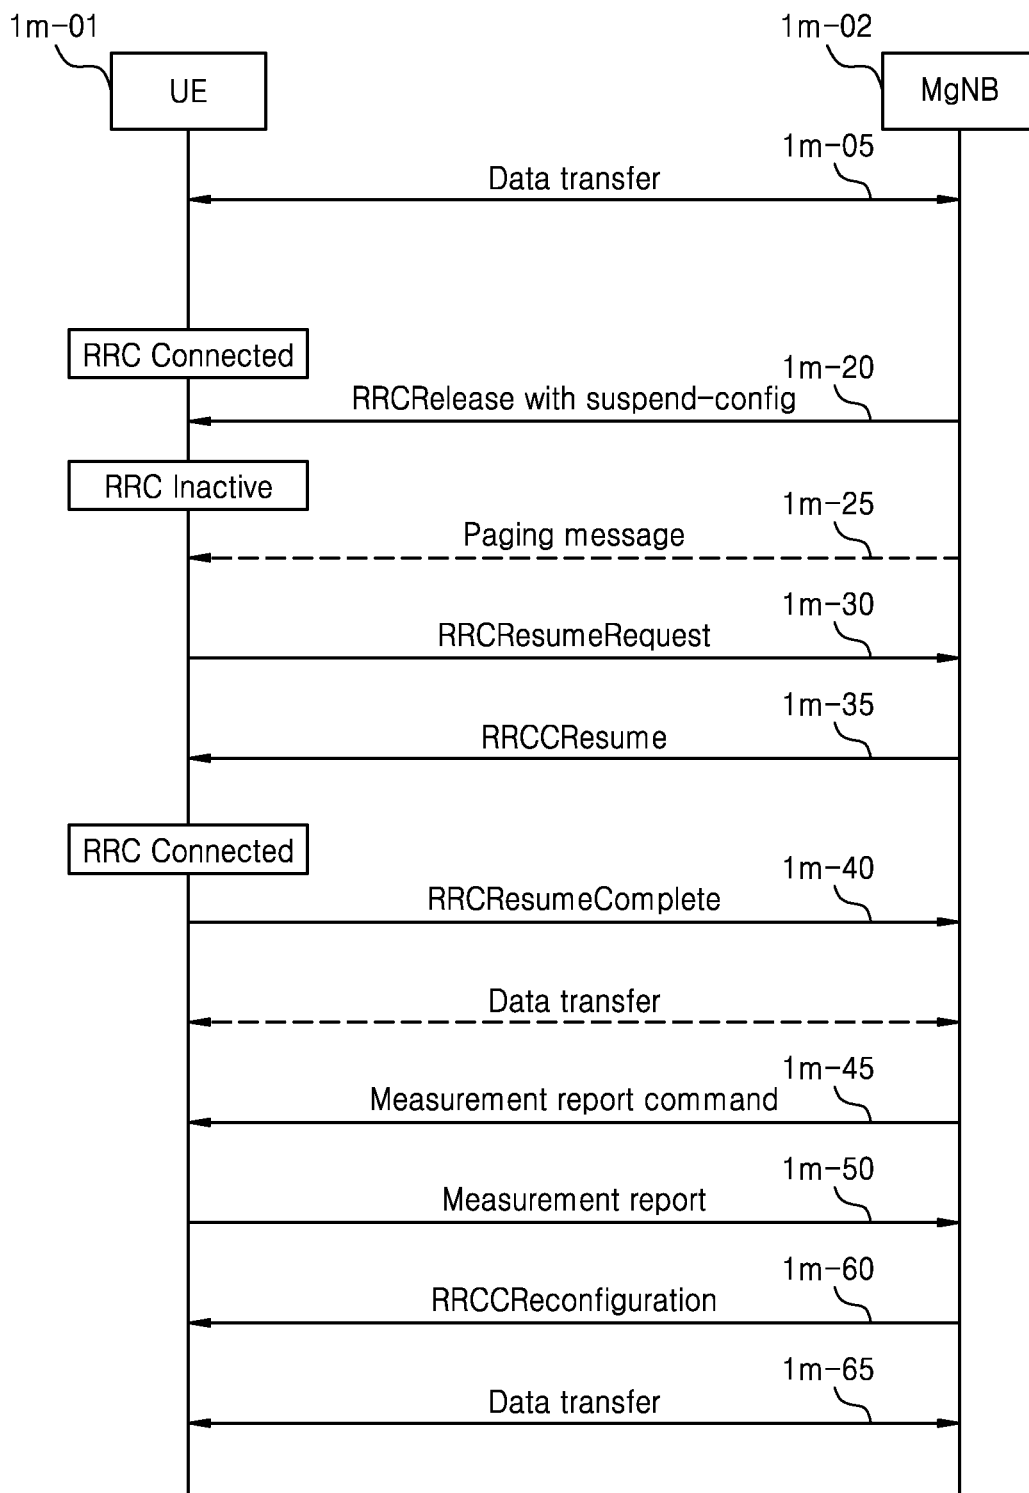 1m-01
1m-02
UE
MgNB
1m-05
Data transfer
RRC Connected
1m-20
RRCRelease with suspend-config
RRC Inactive
1m-25
Paging message
1m-30
RRCResumeRequest
1m-35
RRCCResume
RRC Connected
1m-40
RRCResumeComplete
Data transfer
1m-45
Measurement report command
1m-50
Measurement report
1m-60
RRCCReconfiguration
1m-65
Data transfer